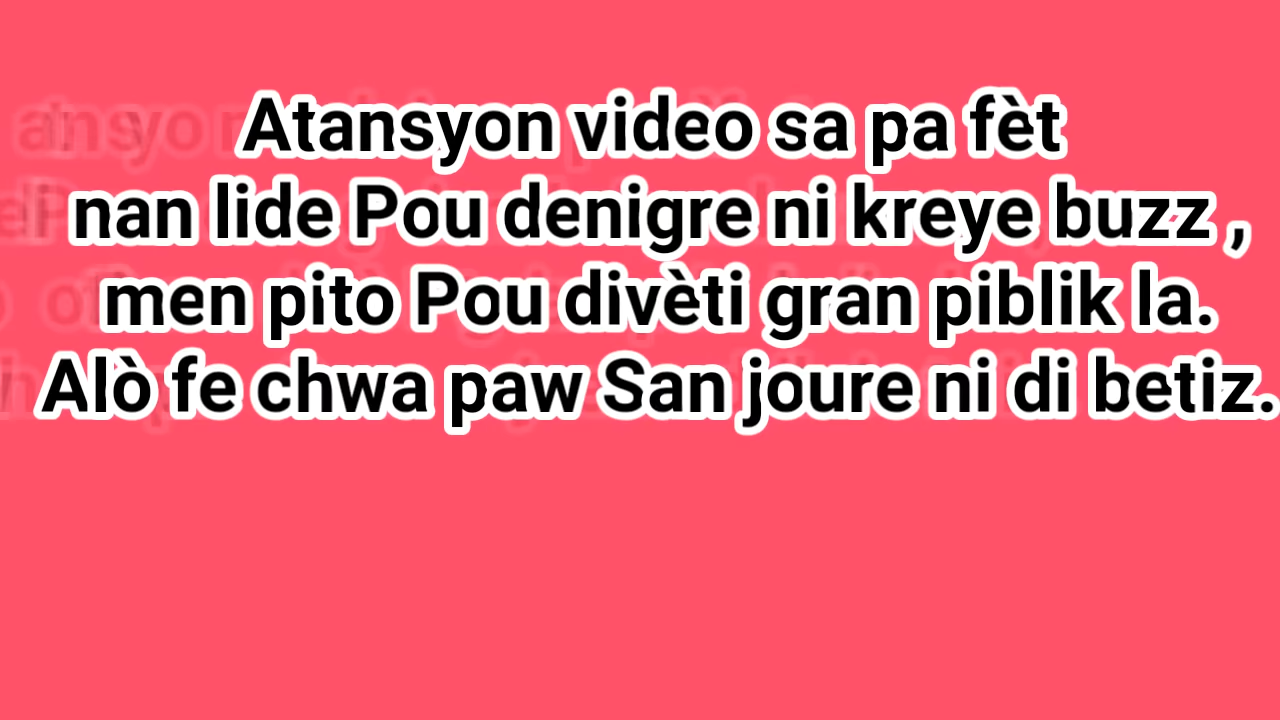 Atansyon video sa pa fèt
nan lide Pou denigre ni kreye buzz ,
men pito Pou divèti gran piblik la.
Alò fe chwa paw San joure ni di betiz.